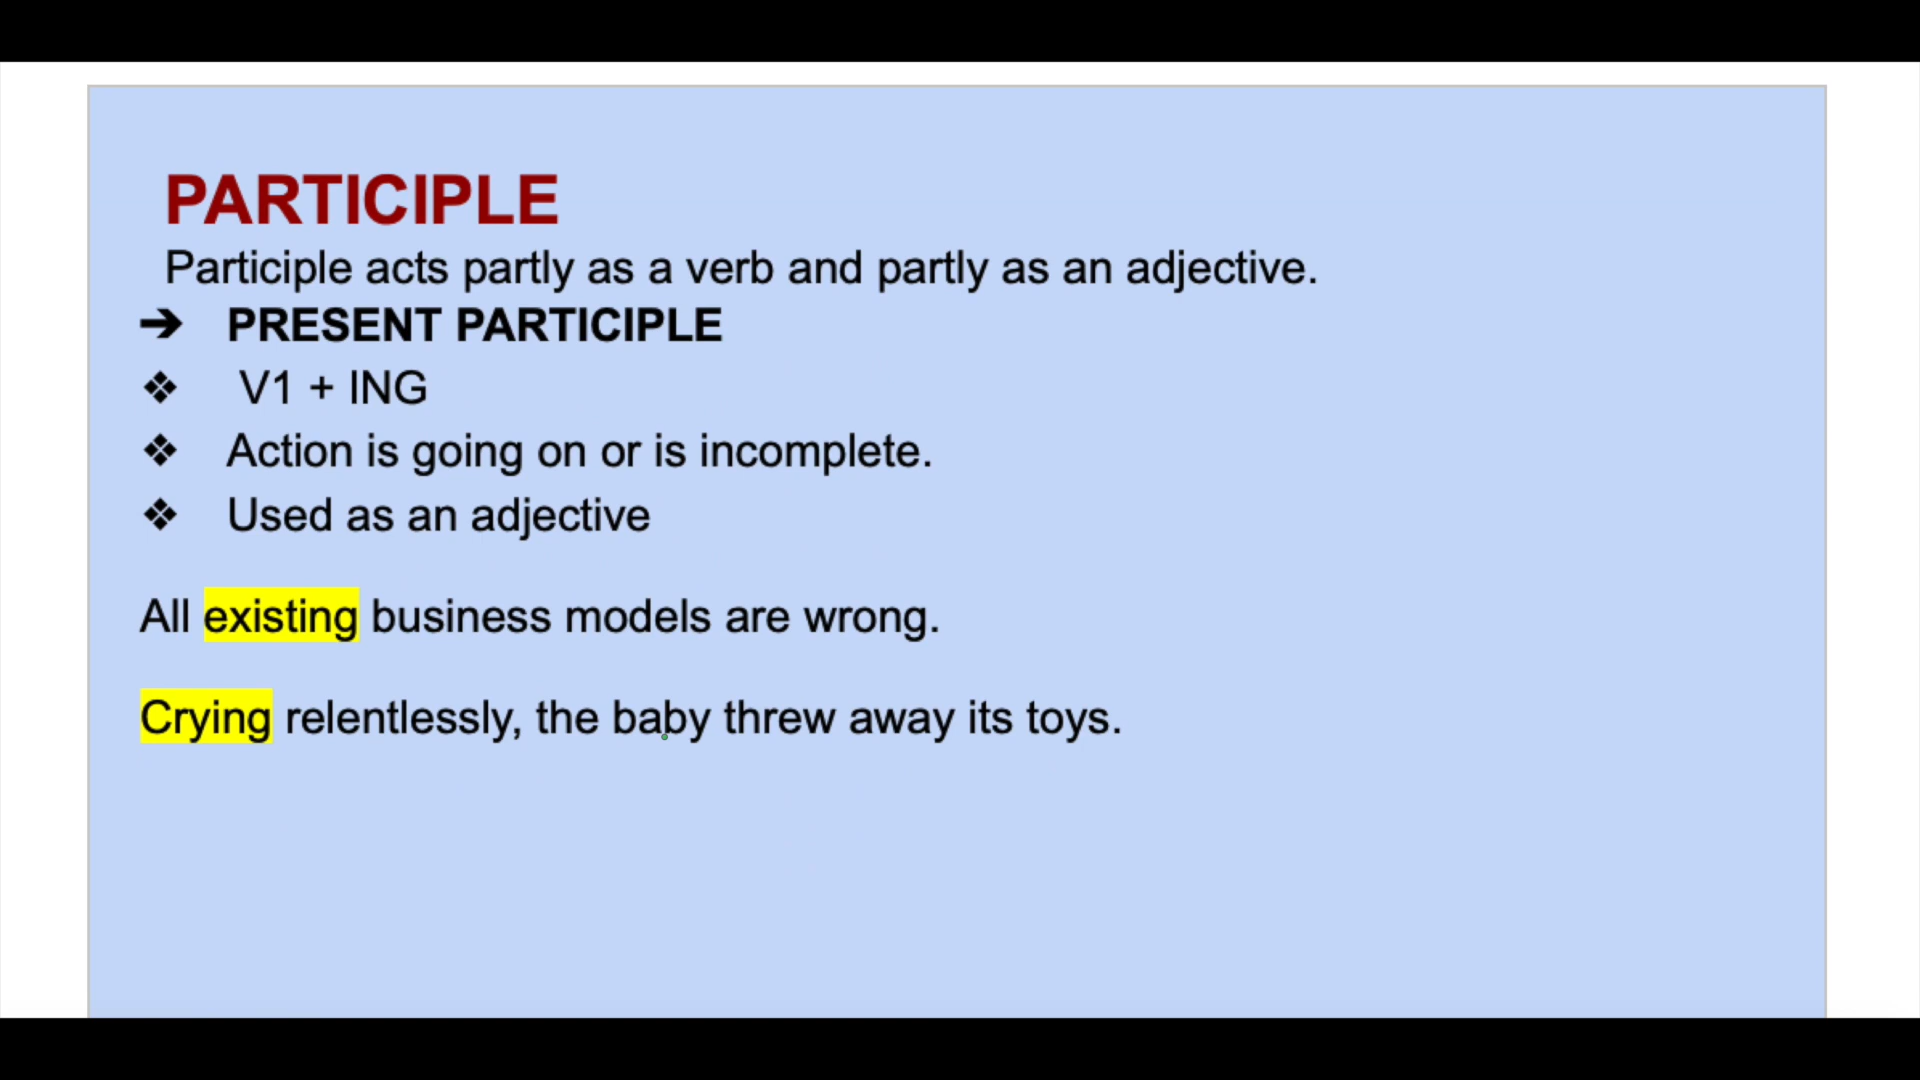 PARTICIPLE
Participle acts partly as a verb and partly as an adjective.
➔ PRESENT PARTICIPLE
❖ V1 + ING
❖ Action is going on or is incomplete.
❖ Used as an adjective
All existing business models are wrong.
Crying relentlessly, the baby threw away its toys.